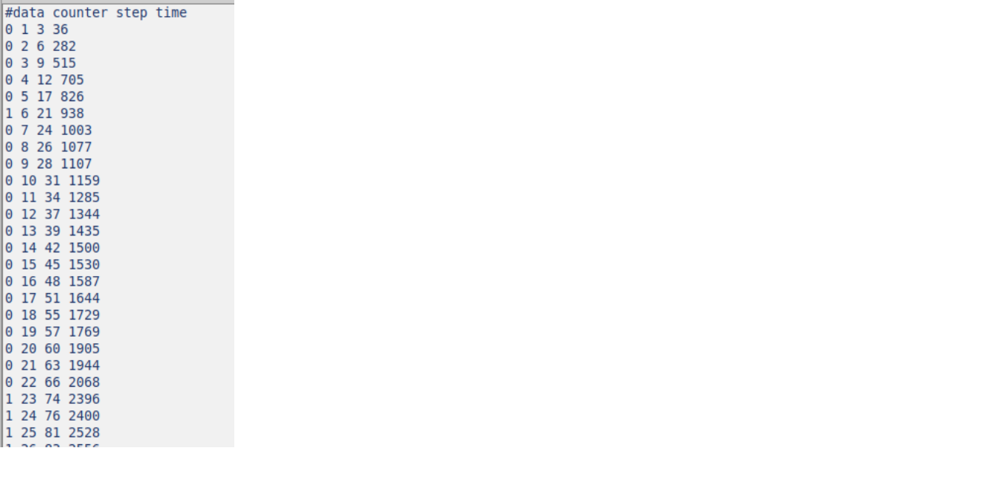 #data counter step time
0 1 3 36
0 2 6 282
0 3 9 515
0 4 12 705
0 5 17 826
1 6 21 938
0 7 24 1003
0 8 26 1077
0 9 28 1107
0 10 31 1159
0 11 34 1285
0 12 37 1344
0 13 39 1435
0 14 42 1500
0 15 45 1530
0 16 48 1587
0 17 51 1644
0 18 55 1729
0 19 57 1769
0 20 60 1905
0 21 63 1944
0 22 66 2068
1 23 74 2396
1 24 76 2400
1 25 81 2528